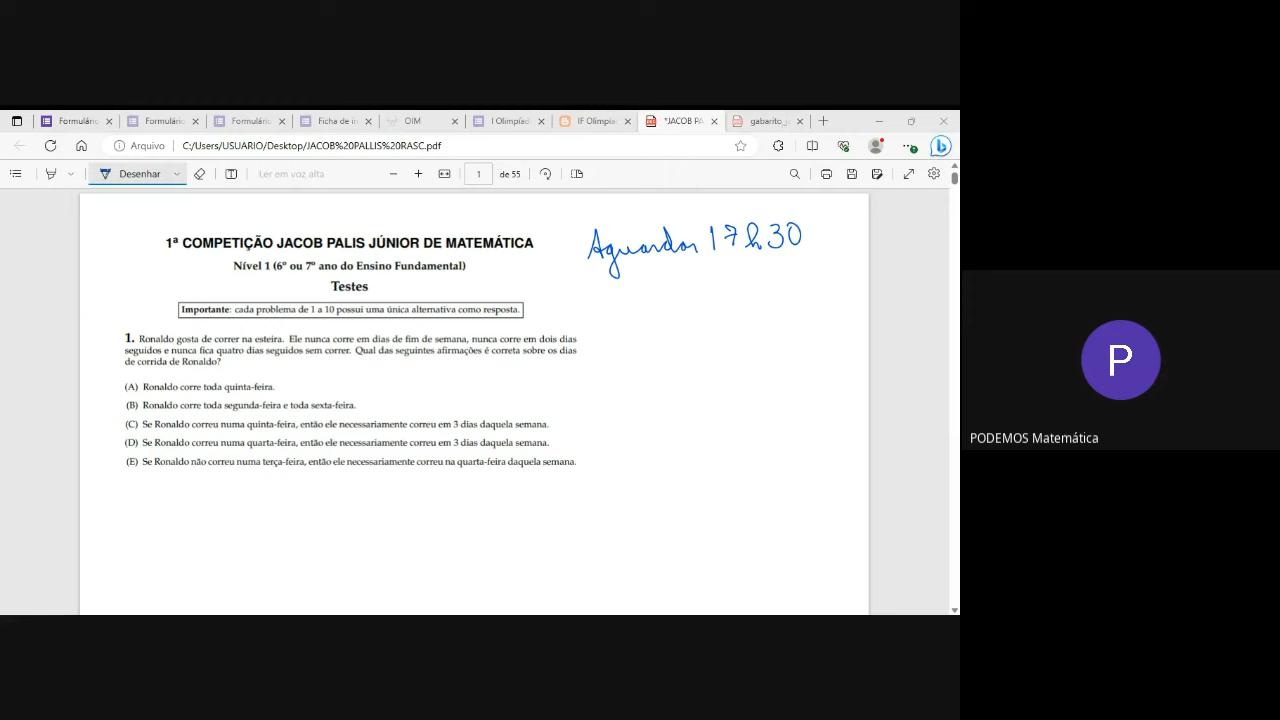 Formulário
Formulário
Formulário
Ficha de in
OIM
I Olimpíad
IF Olimpia
*JACOB PA
gabarito_j
Arquivo
C:/Users/USUARIO/Desktop/JACOB%20PALLIS%20RASC.pdf
Desenhar
Ler em voz alta
1
de 55
1ª COMPETIÇÃO JACOB PALIS JÚNIOR DE MATEMÁTICA
Aguardar 17h30
Nível 1 (6º ou 7º ano do Ensino Fundamental)
Testes
Importante: cada problema de 1 a 10 possui uma única alternativa como resposta.
1. Ronaldo gosta de correr na esteira. Ele nunca corre em dias de fim de semana, nunca corre em dois dias
seguidos e nunca fica quatro dias seguidos sem correr. Qual das seguintes afirmações é correta sobre os dias
de corrida de Ronaldo?
(A) Ronaldo corre toda quinta-feira.
(B) Ronaldo corre toda segunda-feira e toda sexta-feira.
(C) Se Ronaldo correu numa quinta-feira, então ele necessariamente correu em 3 dias daquela semana.
(D) Se Ronaldo correu numa quarta-feira, então ele necessariamente correu em 3 dias daquela semana.
(E) Se Ronaldo não correu numa terça-feira, então ele necessariamente correu na quarta-feira daquela semana.
P
PODEMOS Matemática